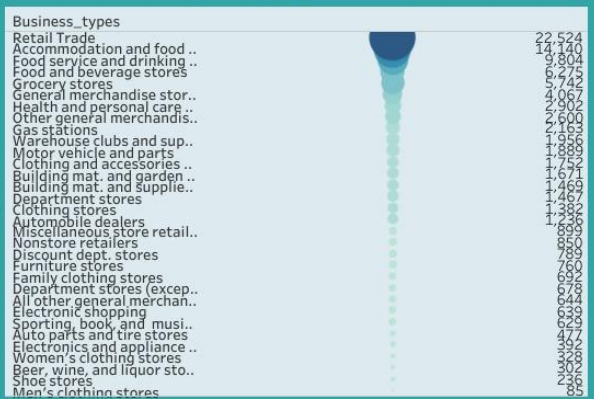 Business_types
Retail Trade 22,524
Accommodation and food .. 14,140
Food service and drinking .. 9,804
Food and beverage stores 6,275
Grocery stores 5,742
General merchandise stor.. 4,067
Health and personal care .. 2,902
Other general merchandis.. 2,600
Gas stations 2,163
Warehouse clubs and sup.. 1,956
Motor vehicle and parts 1,889
Clothing and accessories .. 1,752
Building mat. and garden .. 1,671
Building mat. and supplie.. 1,469
Department stores 1,467
Clothing stores 1,382
Automobile dealers 1,236
Miscellaneous store retail.. 899
Nonstore retailers 850
Discount dept. stores 789
Furniture stores 760
Family clothing stores 692
Department stores (excep.. 678
All other general merchan.. 644
Electronic shopping 639
Sporting, book, and musi.. 629
Auto parts and tire stores 477
Electronics and appliance .. 392
Women's clothing stores 328
Beer, wine, and liquor sto.. 302
Shoe stores 236
Men's clothing stores 85